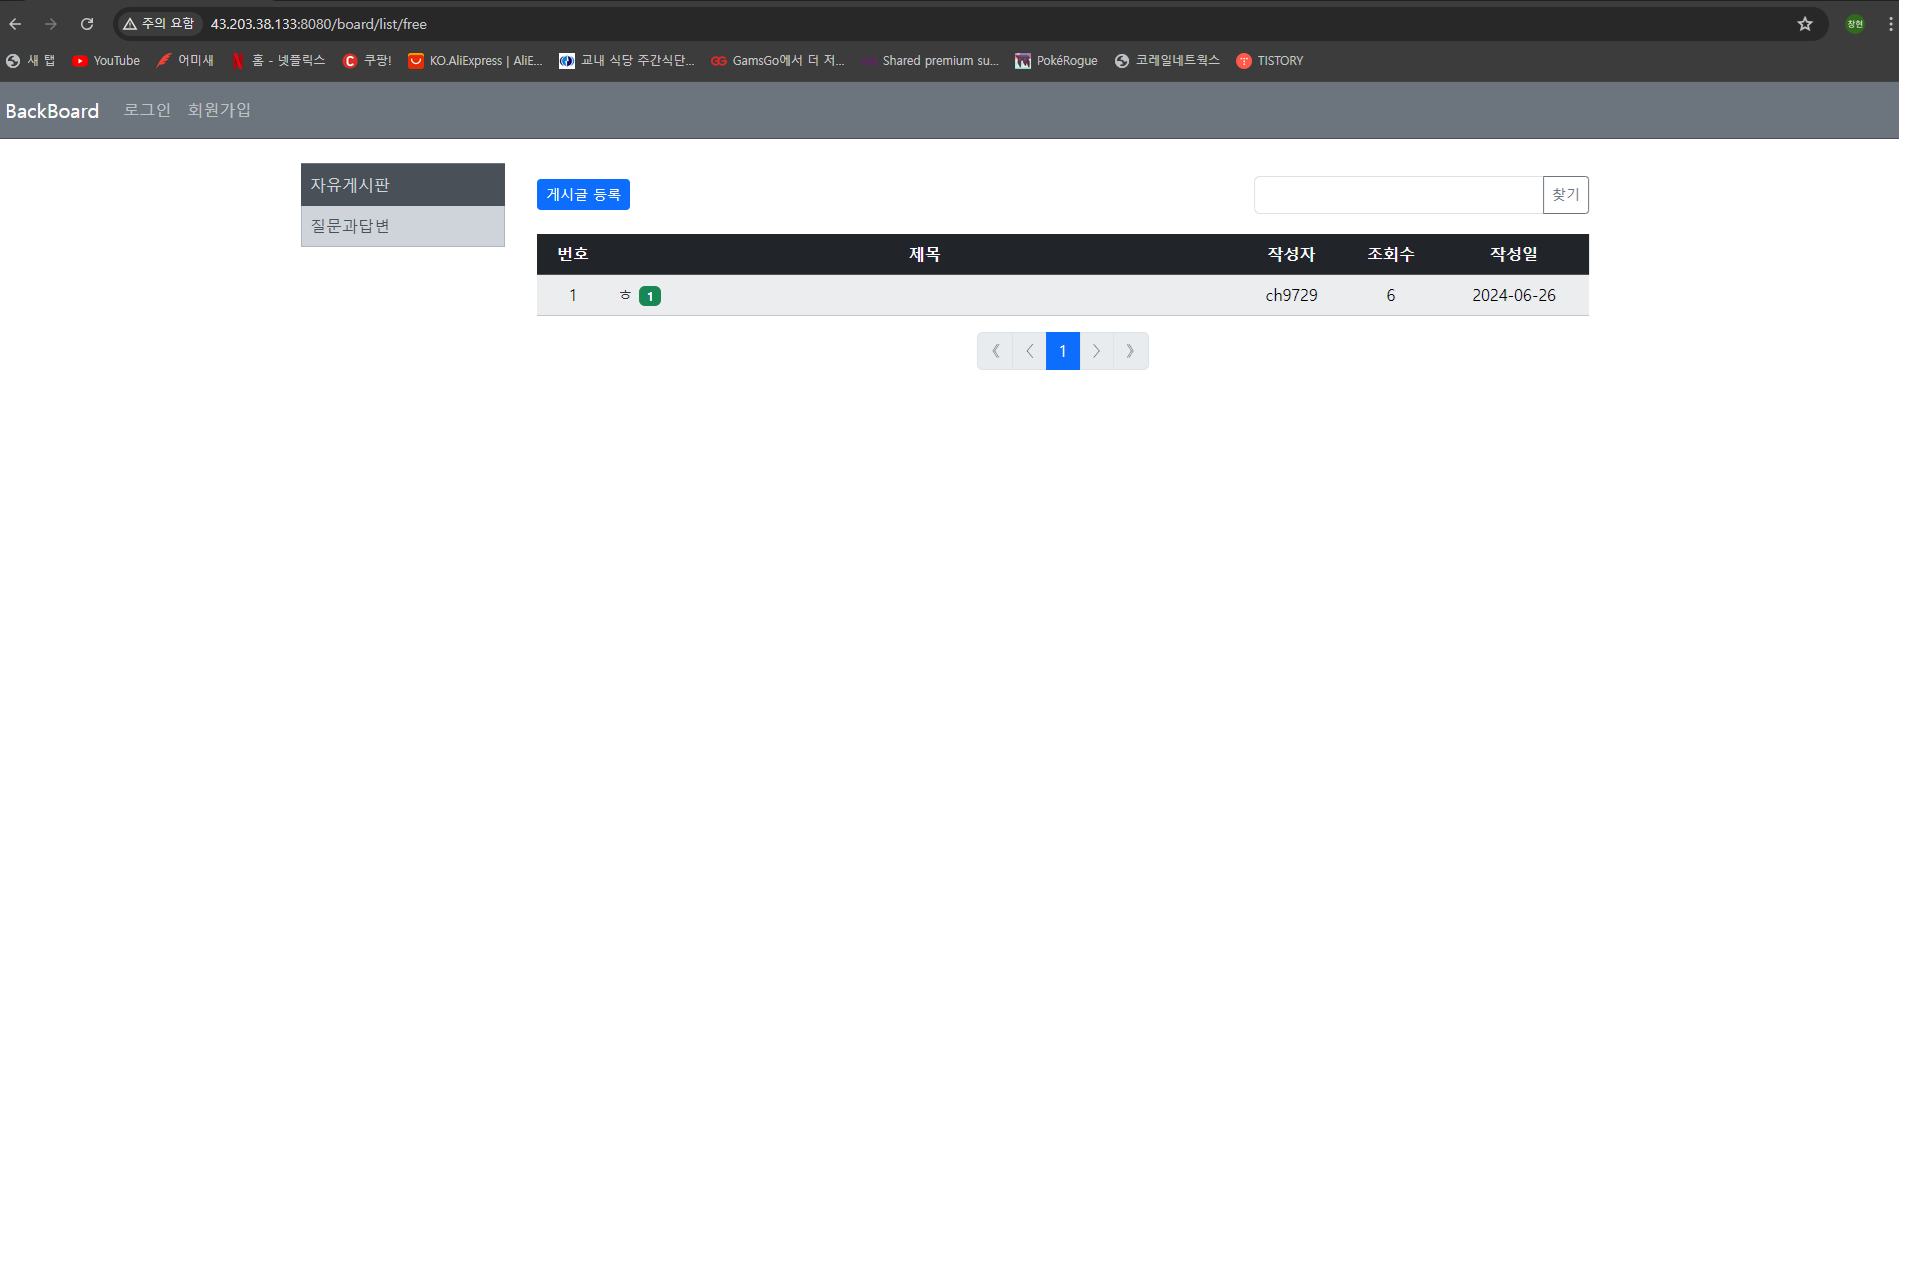 주의 요함 43.203.38.133:8080/board/list/free 창현
새 탭 YouTube 어미새 홈 - 넷플릭스 쿠팡! KO.AliExpress | AliE... 교내 식당 주간식단... GamsGo에서 더 저... Shared premium su... PokéRogue 코레일네트웍스 TISTORY
BackBoard 로그인 회원가입
자유게시판
질문과답변
게시글 등록 찾기
번호 제목 작성자 조회수 작성일
1 ㅎ 1 ch9729 6 2024-06-26
《 〈 1 〉 》